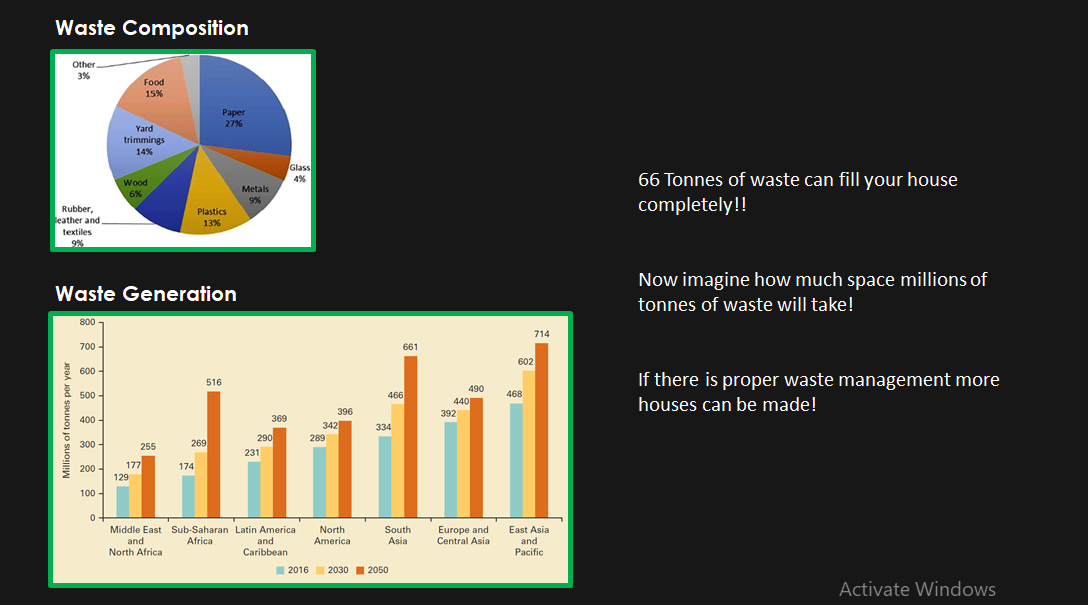 Waste Composition
Other
3%
Food
15%
Paper
27%
Yard
trimmings
14%
Glass
4%
Wood
6%
Metals
9%
Plastics
13%
Rubber,
leather and
textiles
9%
Waste Generation
800
700
600
500
400
300
200
100
0
Millions of tonnes per year
129
177
255
174
269
516
231
290
369
289
342
396
334
466
661
392
440
490
468
602
714
Middle East
and
North Africa
Sub-Saharan
Africa
Latin America
and
Caribbean
North
America
South
Asia
Europe and
Central Asia
East Asia
and
Pacific
2016 2030 2050
66 Tonnes of waste can fill your house
completely!!
Now imagine how much space millions of
tonnes of waste will take!
If there is proper waste management more
houses can be made!
Activate Windows